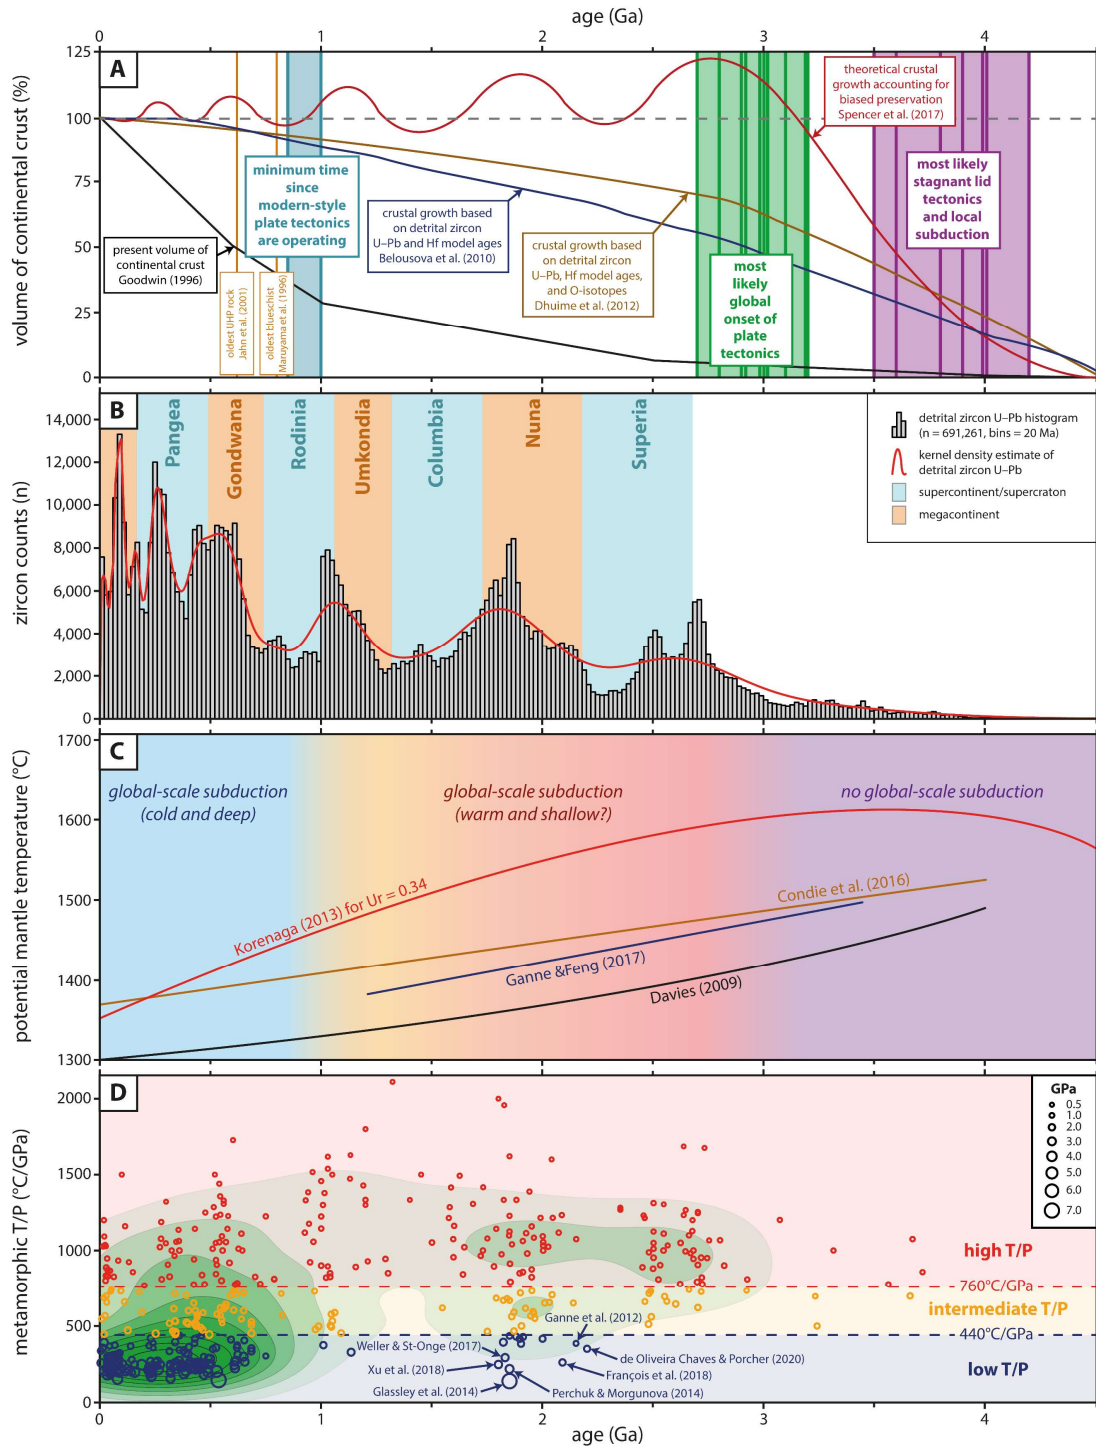 age (Ga)
0
1
2
3
4
A
volume of continental crust (%)
125
100
75
50
25
0
theoretical crustal
growth accounting for
biased preservation
Spencer et al. (2017)
most likely
stagnant lid
tectonics
and local
subduction
minimum time
since
modern-style
plate tectonics
are operating
crustal growth based
on detrital zircon
U–Pb and Hf model ages
Belousova et al. (2010)
crustal growth based
on detrital zircon
U–Pb, Hf model ages,
and O-isotopes
Dhuime et al. (2012)
present volume of
continental crust
Goodwin (1996)
oldest UHP rock
Jahn et al. (2001)
oldest blueschist
Maruyama et al. (1996)
most
likely
global
onset of
plate
tectonics
B
zircon counts (n)
14,000
12,000
10,000
8,000
6,000
4,000
2,000
0
Pangea
Gondwana
Rodinia
Umkondia
Columbia
Nuna
Superia
detrital zircon U–Pb histogram
(n = 691,261, bins = 20 Ma)
kernel density estimate of
detrital zircon U–Pb
supercontinent/supercraton
megacontinent
C
potential mantle temperature (°C)
1700
1600
1500
1400
1300
global-scale subduction
(cold and deep)
global-scale subduction
(warm and shallow?)
no global-scale subduction
Korenaga (2013) for Ur = 0.34
Condie et al. (2016)
Ganne &Feng (2017)
Davies (2009)
D
metamorphic T/P (°C/GPa)
2000
1500
1000
500
0
GPa
0.5
1.0
2.0
3.0
4.0
5.0
6.0
7.0
high T/P
760°C/GPa
intermediate T/P
440°C/GPa
low T/P
Ganne et al. (2012)
Weller & St-Onge (2017)
de Oliveira Chaves & Porcher (2020)
Xu et al. (2018)
François et al. (2018)
Glassley et al. (2014)
Perchuk & Morgunova (2014)
0
1
2
3
4
age (Ga)